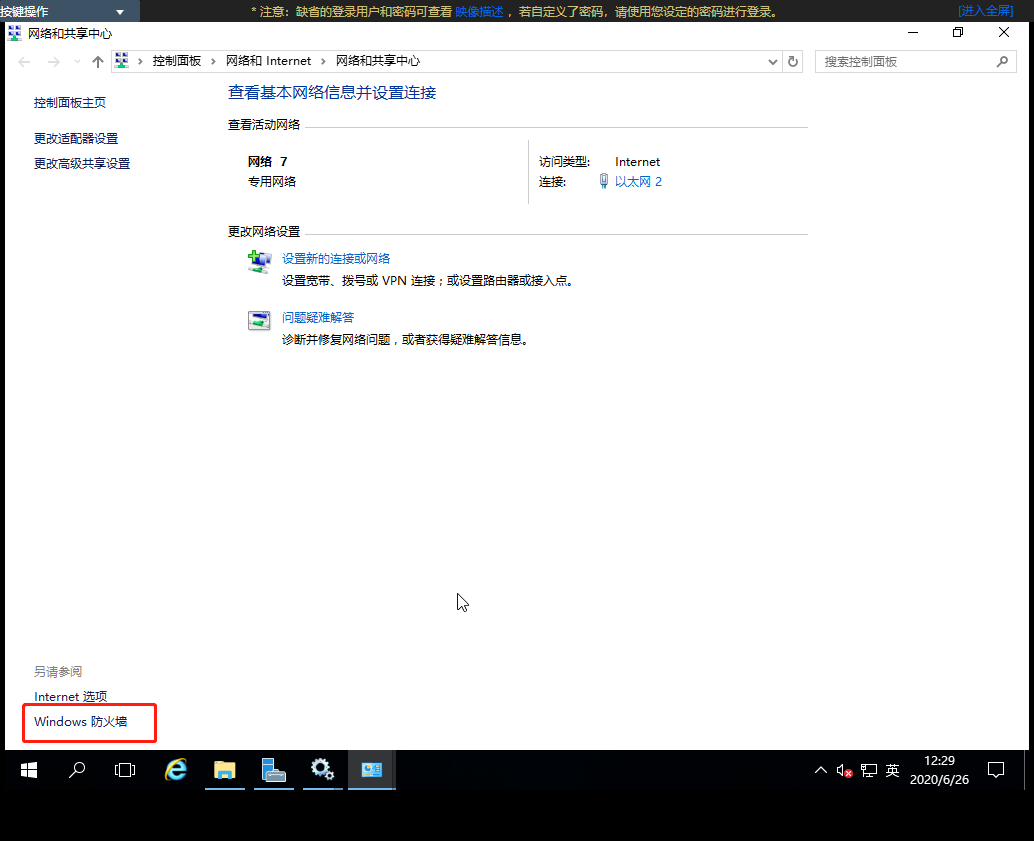 按键操作
* 注意：缺省的登录用户和密码可查看 映像描述 ，若自定义了密码，请使用您设定的密码进行登录。
[进入全屏]
网络和共享中心
控制面板 › 网络和 Internet › 网络和共享中心
搜索控制面板
控制面板主页
更改适配器设置
更改高级共享设置
查看基本网络信息并设置连接
查看活动网络
网络 7
专用网络
访问类型: Internet
连接: 以太网 2
更改网络设置
设置新的连接或网络
设置宽带、拨号或 VPN 连接；或设置路由器或接入点。
问题疑难解答
诊断并修复网络问题，或者获得疑难解答信息。
另请参阅
Internet 选项
Windows 防火墙
英
12:29
2020/6/26